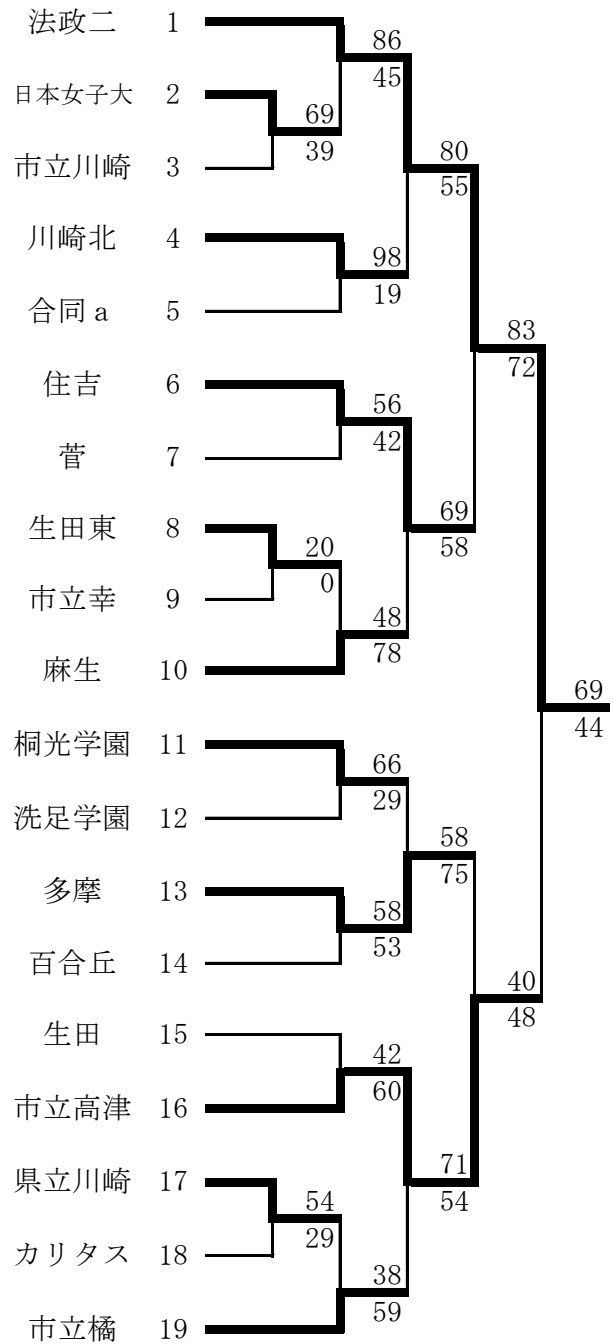 法政二 1
86
45
日本女子大 2
69
39
市立川崎 3
80
55
川崎北 4
98
19
合同a 5
83
72
住吉 6
56
42
菅 7
生田東 8
69
58
20
0
市立幸 9
48
78
麻生 10
69
44
桐光学園 11
66
29
洗足学園 12
58
75
多摩 13
58
53
百合丘 14
40
48
生田 15
42
60
市立高津 16
県立川崎 17
71
54
54
29
カリタス 18
38
59
市立橘 19